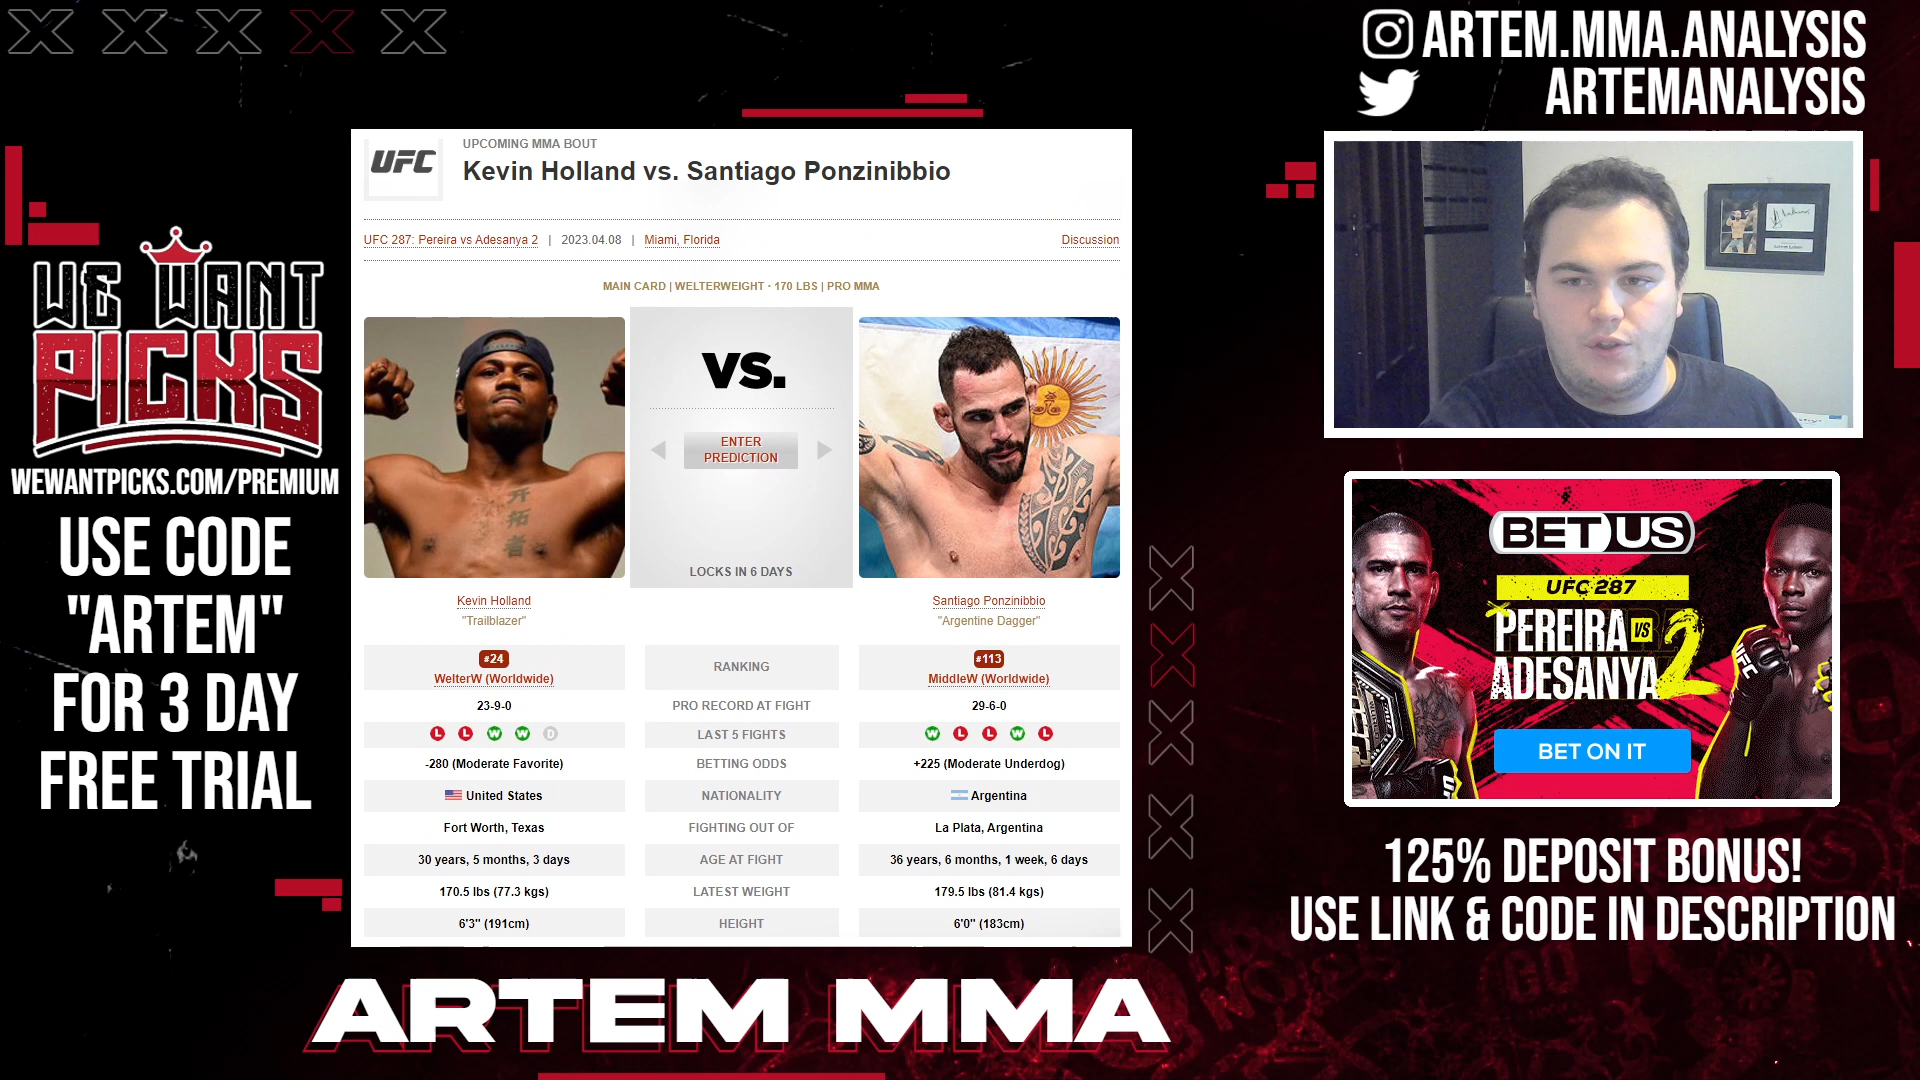 ARTEM.MMA.ANALYSIS
ARTEMANALYSIS
WE WANT
PICKS
WEWANTPICKS.COM/PREMIUM
USE CODE
"ARTEM"
FOR 3 DAY
FREE TRIAL
UFC
UPCOMING MMA BOUT
Kevin Holland vs. Santiago Ponzinibbio
UFC 287: Pereira vs Adesanya 2 | 2023.04.08 | Miami, Florida Discussion
MAIN CARD | WELTERWEIGHT · 170 LBS | PRO MMA
开
拓
者
VS.
ENTER
PREDICTION
LOCKS IN 6 DAYS
Kevin Holland Santiago Ponzinibbio
"Trailblazer" "Argentine Dagger"
#24 RANKING #113
WelterW (Worldwide) MiddleW (Worldwide)
23-9-0 PRO RECORD AT FIGHT 29-6-0
L L W W D LAST 5 FIGHTS W L L W L
-280 (Moderate Favorite) BETTING ODDS +225 (Moderate Underdog)
United States NATIONALITY Argentina
Fort Worth, Texas FIGHTING OUT OF La Plata, Argentina
30 years, 5 months, 3 days AGE AT FIGHT 36 years, 6 months, 1 week, 6 days
170.5 lbs (77.3 kgs) LATEST WEIGHT 179.5 lbs (81.4 kgs)
6'3" (191cm) HEIGHT 6'0" (183cm)
BETUS
UFC 287
PEREIRA VS
ADESANYA 2
BET ON IT
UFC
125% DEPOSIT BONUS!
USE LINK & CODE IN DESCRIPTION
ARTEM MMA